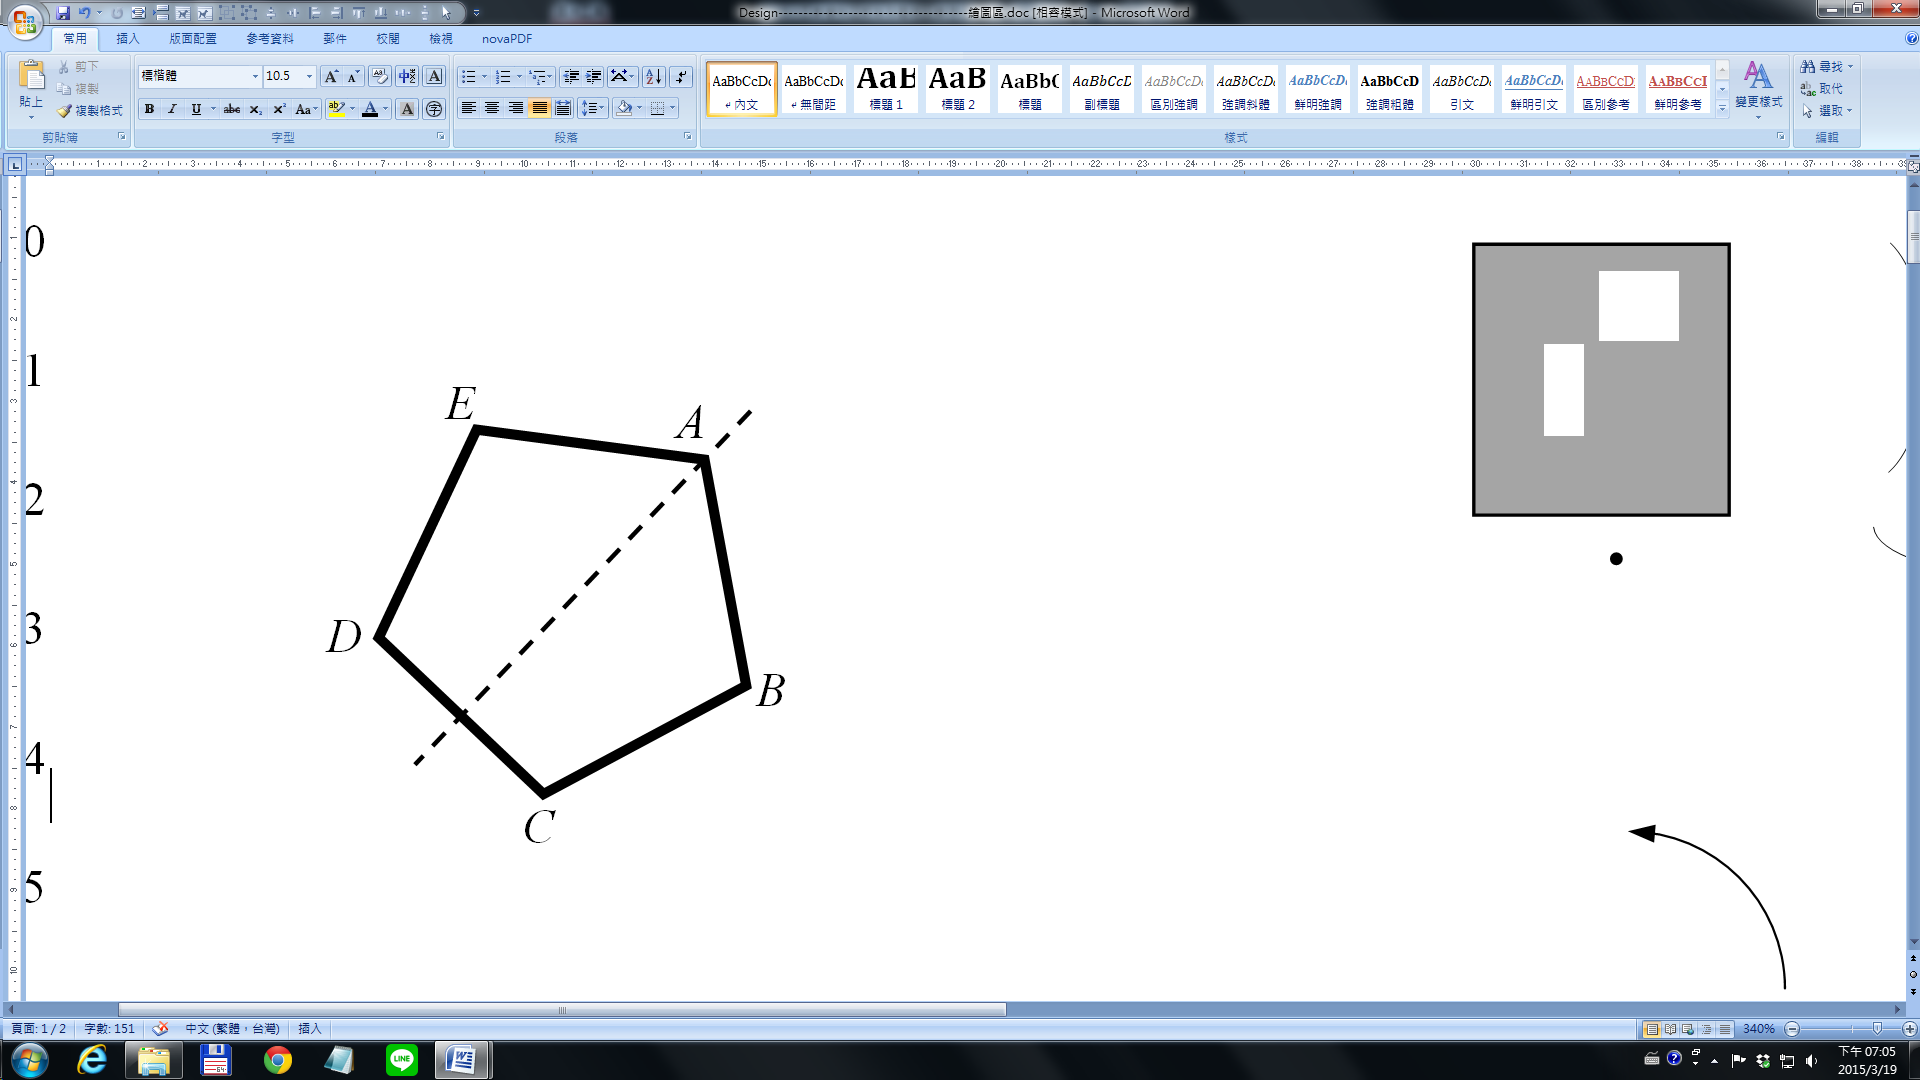 Design--------------------------------------繪圖區.doc [相容模式] - Microsoft Word
常用 插入 版面配置 參考資料 郵件 校閱 檢視 novaPDF
貼上 剪下 複製 複製格式 剪貼簿
標楷體 10.5
字型
段落
AaBbCcDc AaBbCcDc AaB AaB AaBbC AaBbCcD AaBbCcDc AaBbCcDc AaBbCcDc AaBbCcD AaBbCcDc AaBbCcDc AaBbCcD AaBbCcI
內文 無間距 標題 1 標題 2 標題 副標題 區別強調 強調斜體 鮮明強調 強調粗體 引文 鮮明引文 區別參考 鮮明參考
變更樣式
樣式
尋找
取代
選取
編輯
0
1
2
3
4
5
E
A
D
B
C
頁面: 1 / 2 字數: 151 中文 (繁體，台灣) 插入 340%
LINE
下午 07:05
2015/3/19